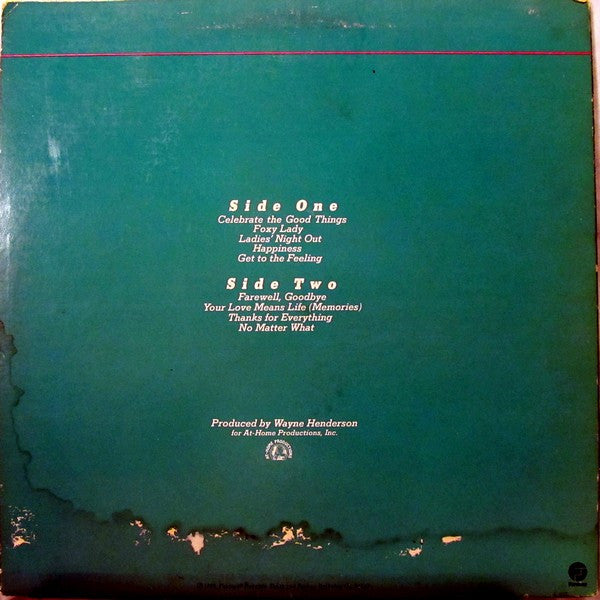 Side One
Celebrate the Good Things
Foxy Lady
Ladies' Night Out
Happiness
Get to the Feeling
Side Two
Farewell, Goodbye
Your Love Means Life (Memories)
Thanks for Everything
No Matter What
Produced by Wayne Henderson
for At-Home Productions, Inc.